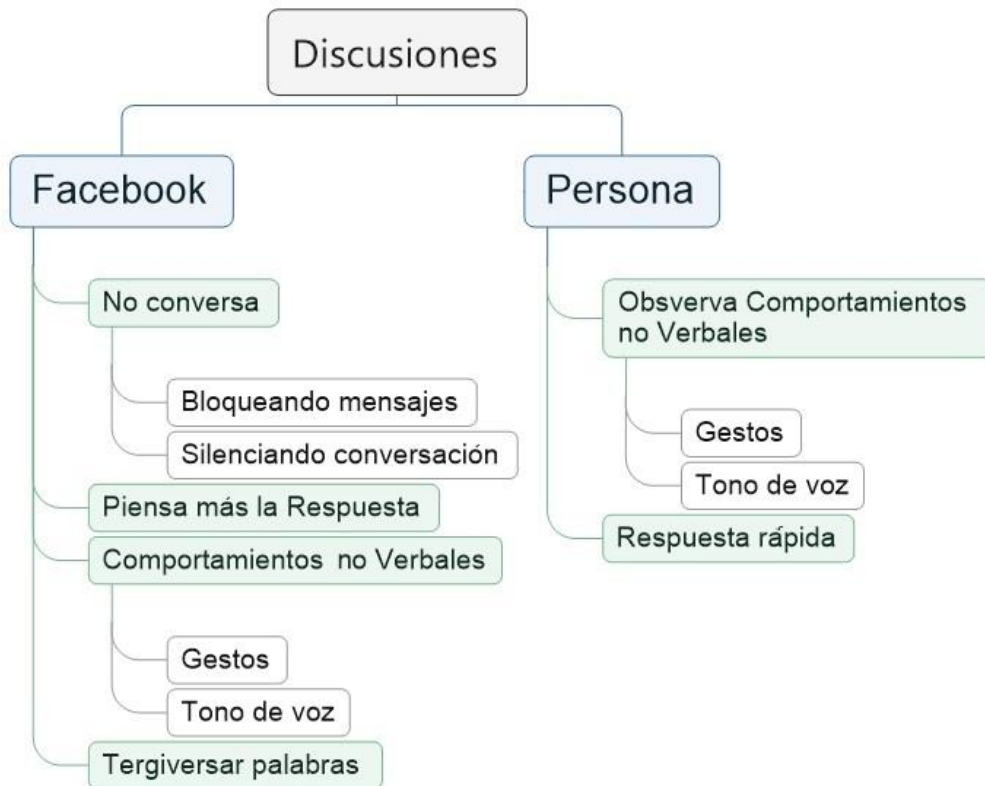 Discusiones
Facebook
No conversa
Bloqueando mensajes
Silenciando conversación
Piensa más la Respuesta
Comportamientos no Verbales
Gestos
Tono de voz
Tergiversar palabras
Persona
Obsverva Comportamientos
no Verbales
Gestos
Tono de voz
Respuesta rápida